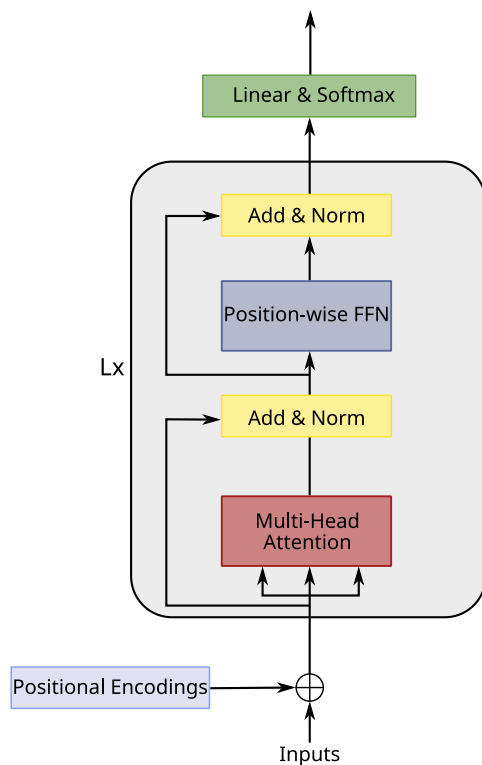 Linear & Softmax
Add & Norm
Position-wise FFN
Lx
Add & Norm
Multi-Head
Attention
Positional Encodings
Inputs